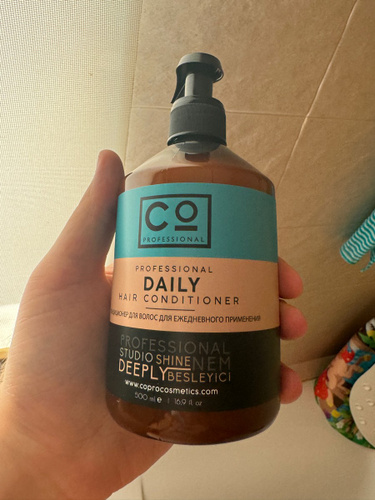 CO
PROFESSIONAL
PROFESSIONAL
DAILY
HAIR CONDITIONER
ДЛЯ ВОЛОС ДЛЯ ЕЖЕДНЕВНОГО ПРИМЕНЕНИЯ
PROFESSIONAL
STUDIO SHINE NEM
DEEPLY BESLEYICI
www.coprocosmetics.com
500 ml e | 16.9 fl. oz